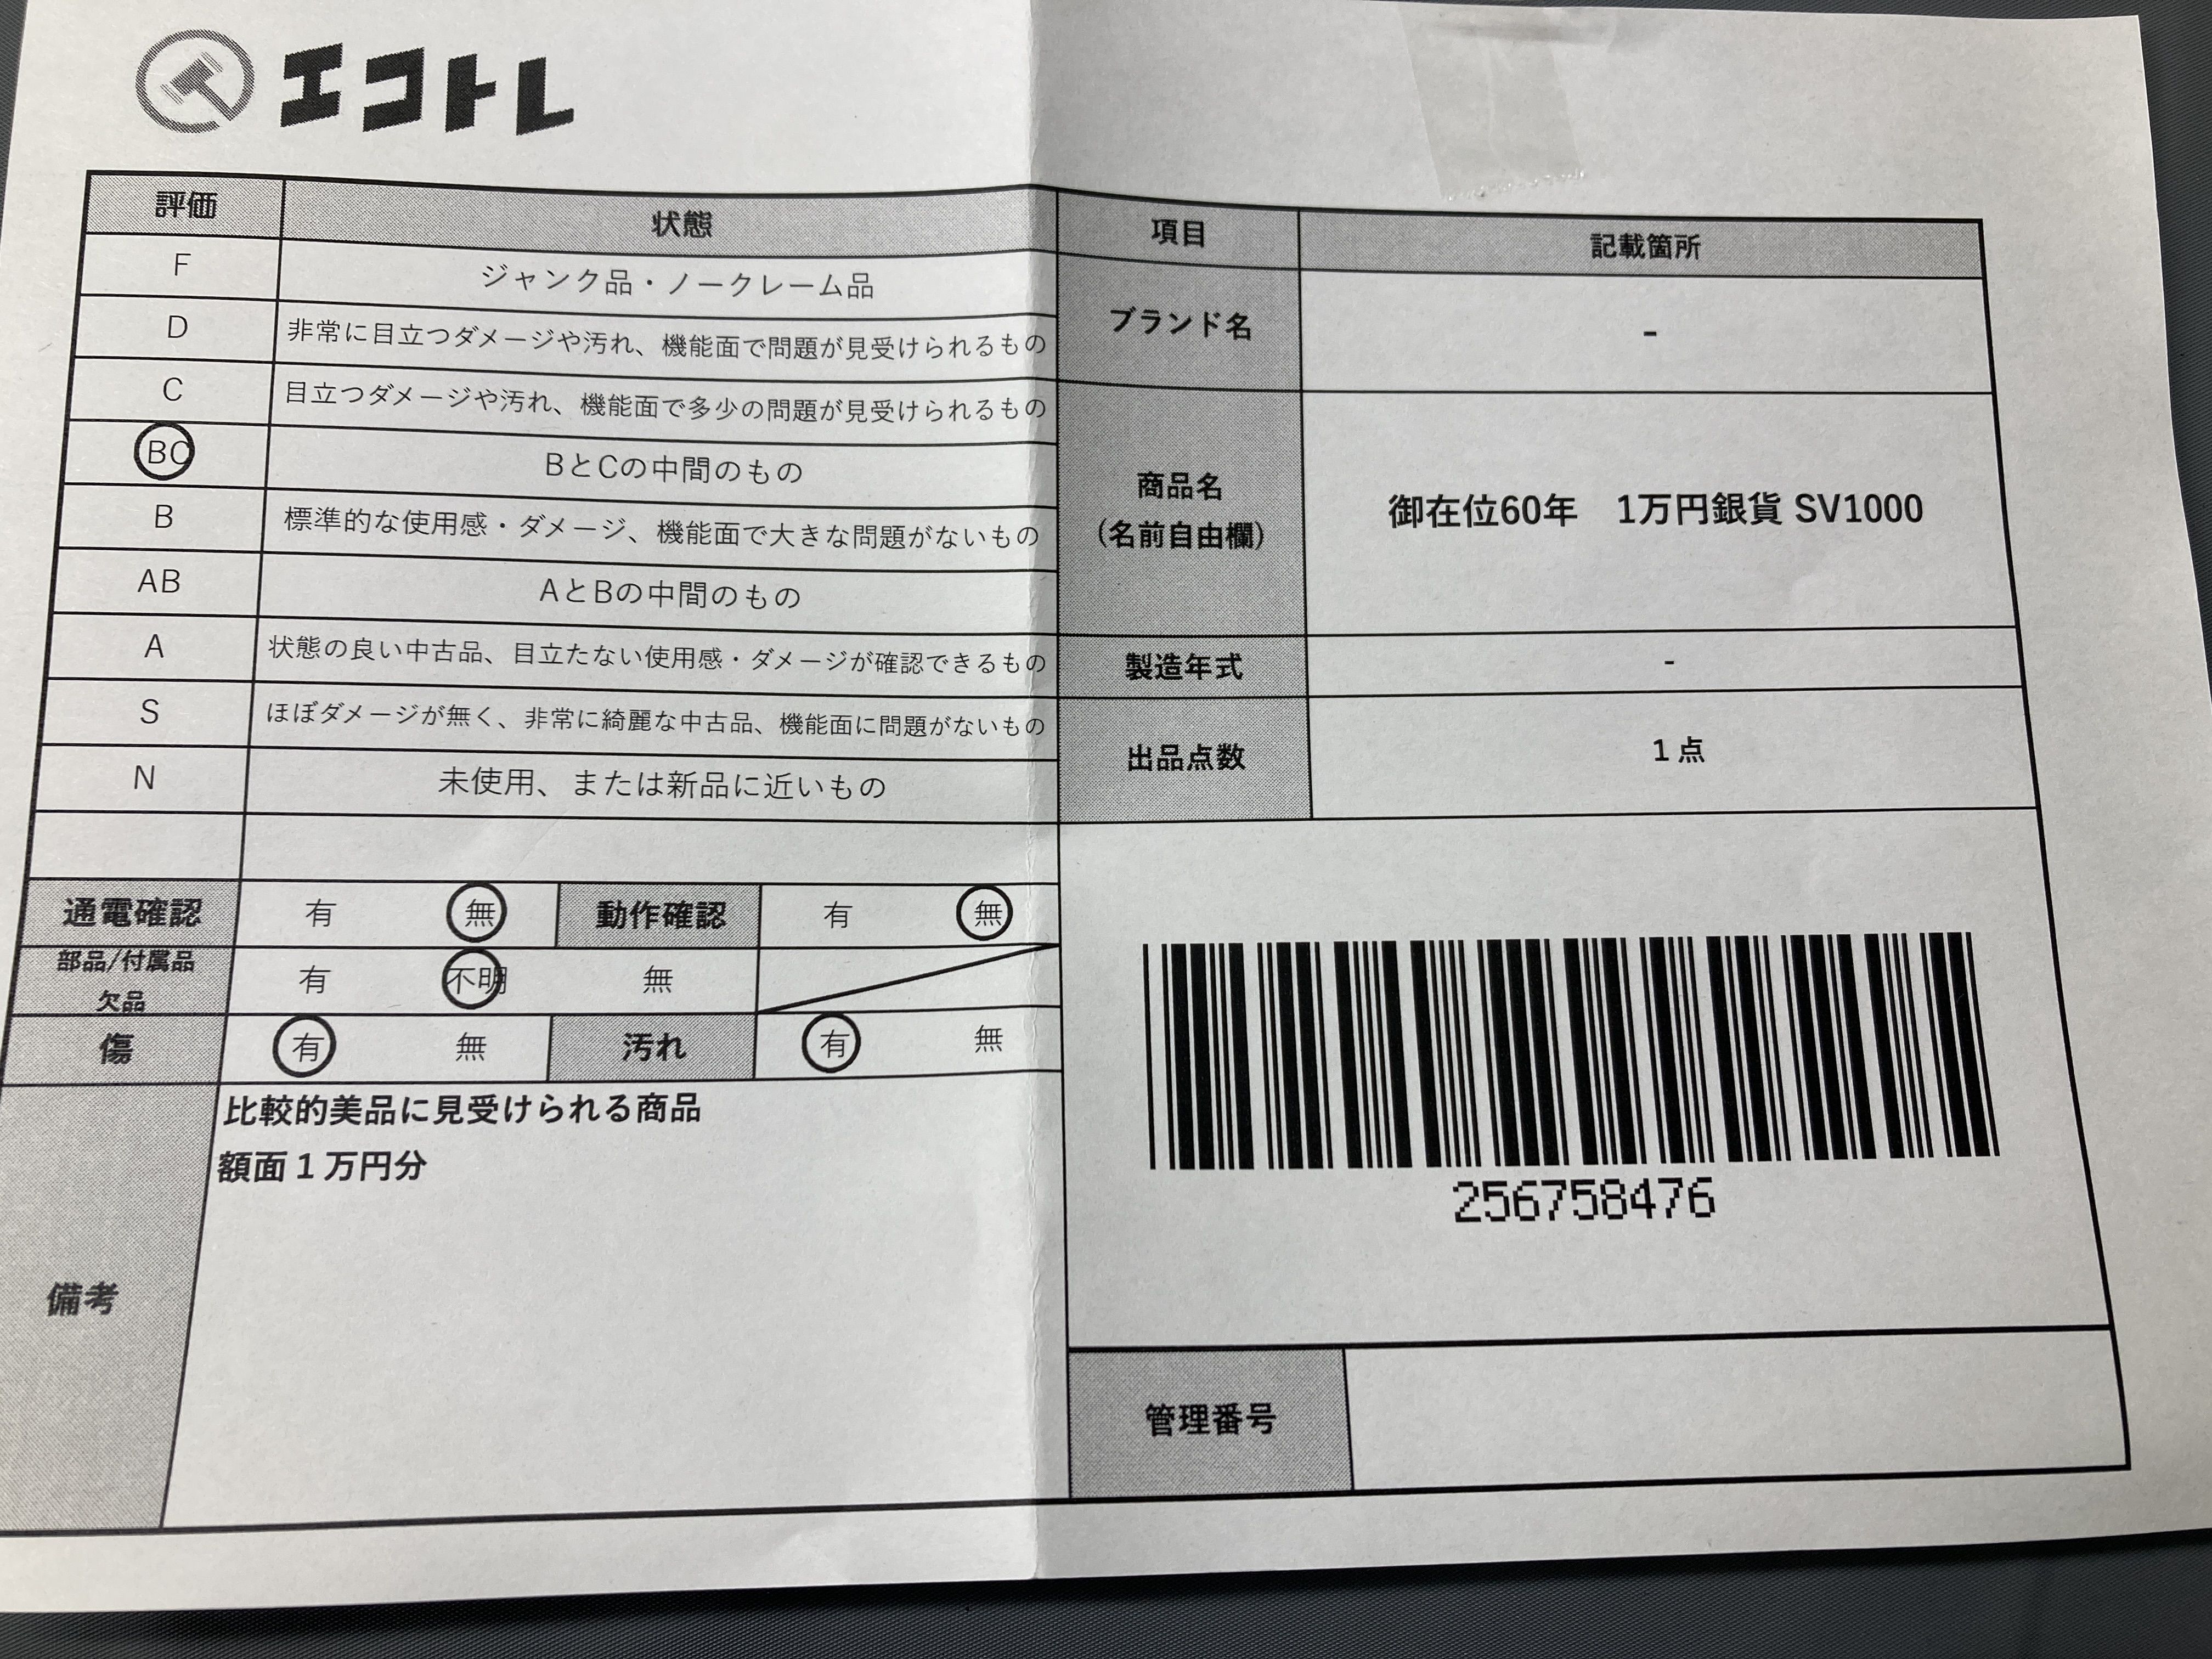 エコトレ
評価 状態
F ジャンク品・ノークレーム品
D 非常に目立つダメージや汚れ、機能面で問題が見受けられるもの
C 目立つダメージや汚れ、機能面で多少の問題が見受けられるもの
BC BとCの中間のもの
B 標準的な使用感・ダメージ、機能面で大きな問題がないもの
AB AとBの中間のもの
A 状態の良い中古品、目立たない使用感・ダメージが確認できるもの
S ほぼダメージが無く、非常に綺麗な中古品、機能面に問題がないもの
N 未使用、または新品に近いもの
通電確認 有 無 動作確認 有 無
部品/付属品
欠品 有 不明 無
傷 有 無 汚れ 有 無
備考
比較的美品に見受けられる商品
額面１万円分
項目 記載箇所
ブランド名 -
商品名
(名前自由欄)
御在位60年　1万円銀貨 SV1000
製造年式 -
出品点数 1点
256758476
管理番号